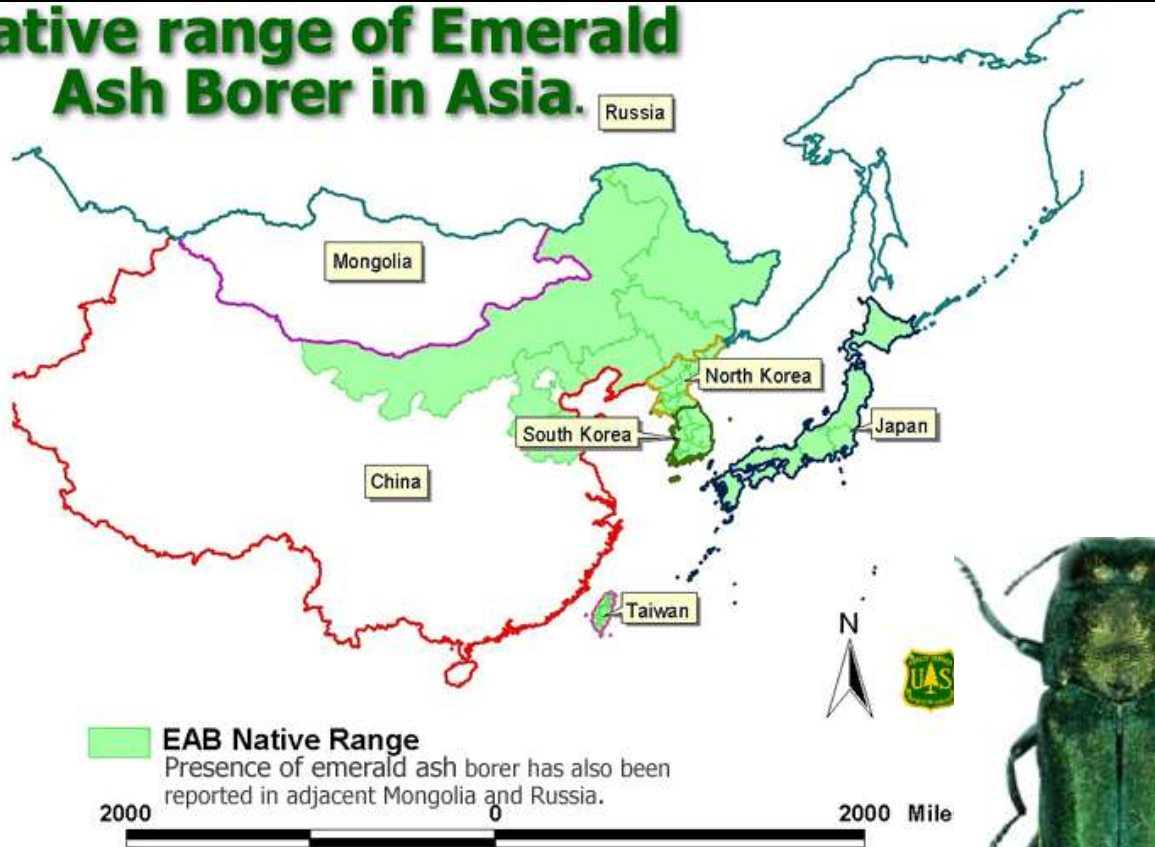 ative range of Emerald
Ash Borer in Asia.
Russia
Mongolia
North Korea
South Korea
Japan
China
Taiwan
N
UAS
EAB Native Range
Presence of emerald ash borer has also been
reported in adjacent Mongolia and Russia.
2000 0 2000 Mile